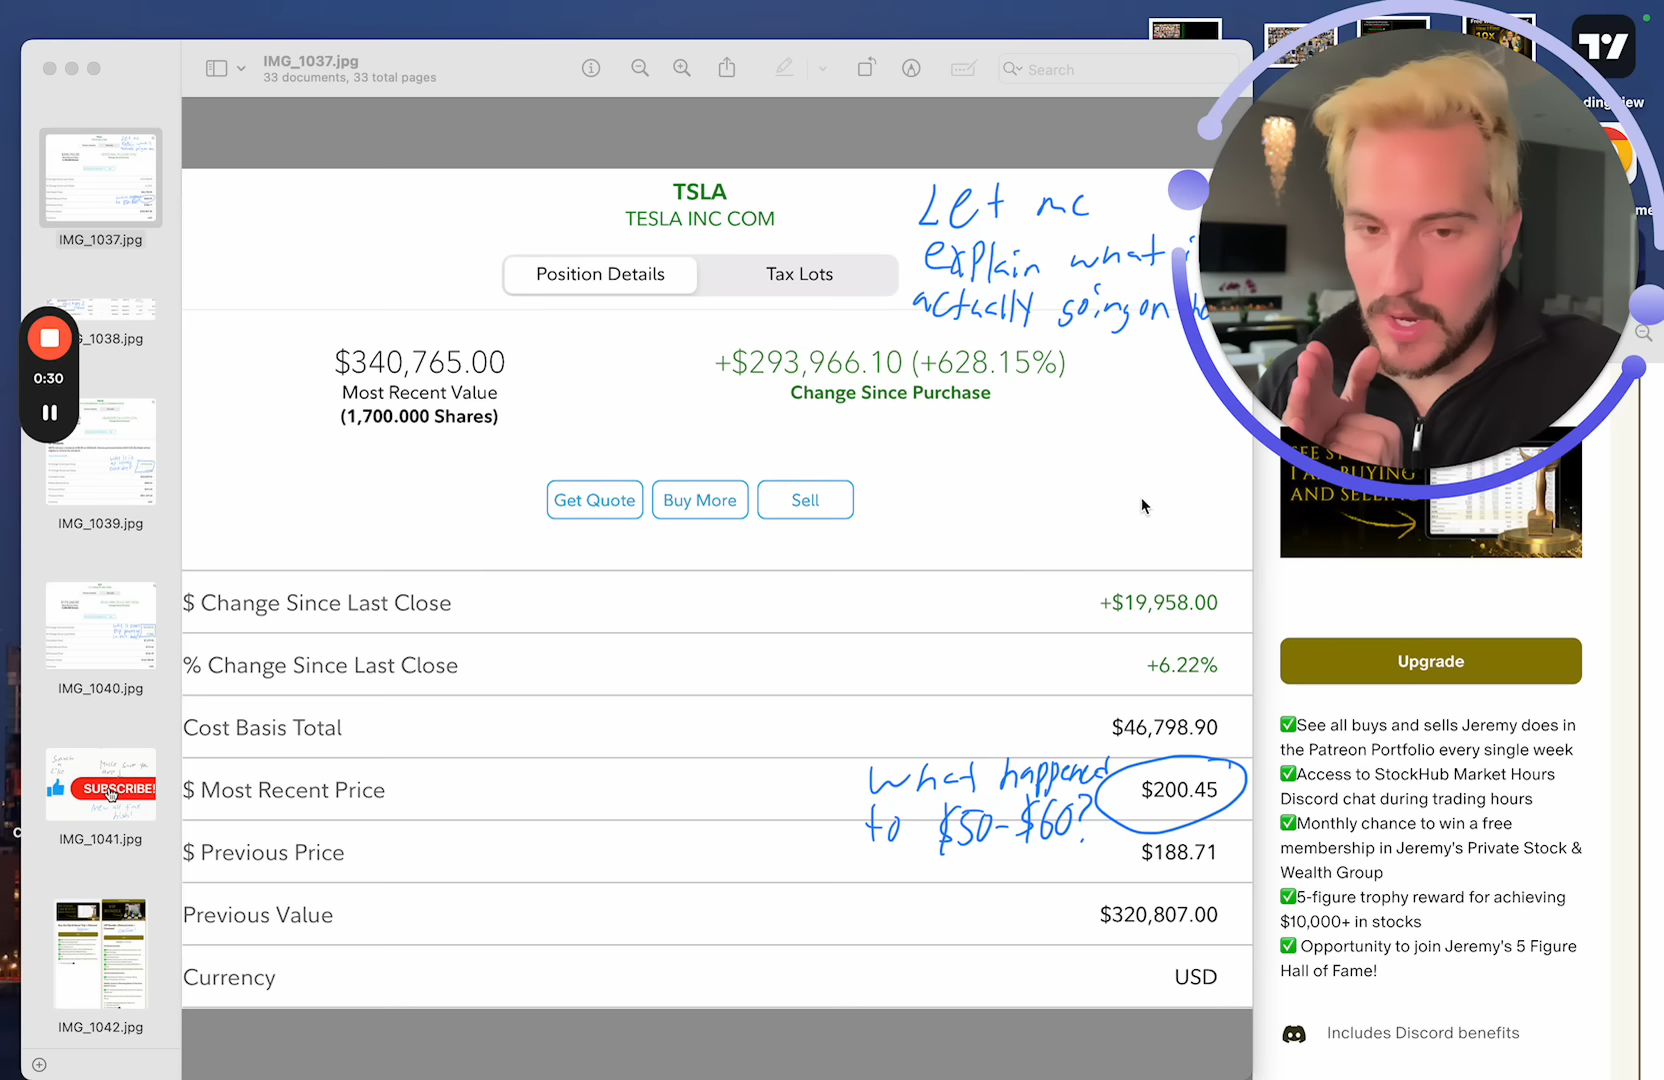 IMG_1037.jpg
33 documents, 33 total pages
Search
IMG_1037.jpg
_1038.jpg
0:30
IMG_1039.jpg
IMG_1040.jpg
SUBSCRIBE!
IMG_1041.jpg
IMG_1042.jpg
TSLA
TESLA INC COM
Position Details
Tax Lots
Let me
explain what i
actually going on
$340,765.00
Most Recent Value
(1,700.000 Shares)
+$293,966.10 (+628.15%)
Change Since Purchase
Get Quote
Buy More
Sell
$ Change Since Last Close
+$19,958.00
% Change Since Last Close
+6.22%
Cost Basis Total
$46,798.90
$ Most Recent Price
$200.45
What happened
to $50-$60?
$ Previous Price
$188.71
Previous Value
$320,807.00
Currency
USD
dingView
me
I AM BUYING
AND SELLING
Upgrade
✅See all buys and sells Jeremy does in
the Patreon Portfolio every single week
✅Access to StockHub Market Hours
Discord chat during trading hours
✅Monthly chance to win a free
membership in Jeremy's Private Stock &
Wealth Group
✅5-figure trophy reward for achieving
$10,000+ in stocks
✅ Opportunity to join Jeremy's 5 Figure
Hall of Fame!
Includes Discord benefits